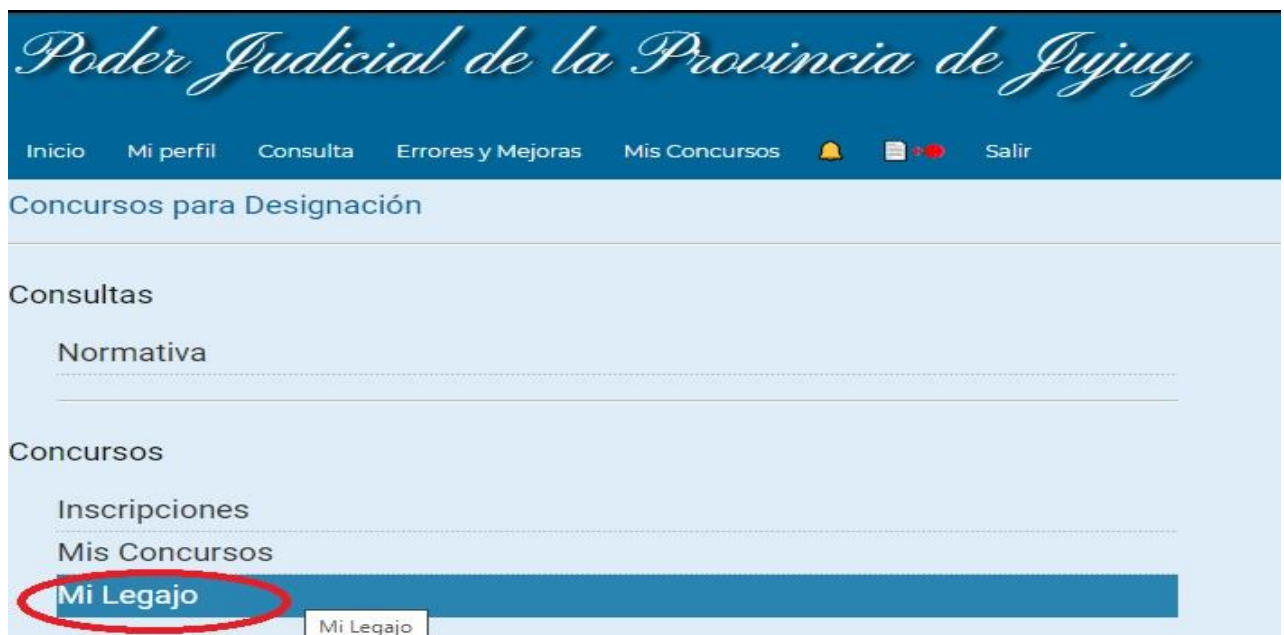 Poder Judicial de la Provincia de Jujuy
Inicio Mi perfil Consulta Errores y Mejoras Mis Concursos Salir
Concursos para Designación
Consultas
Normativa
Concursos
Inscripciones
Mis Concursos
Mi Legajo
Mi Legajo